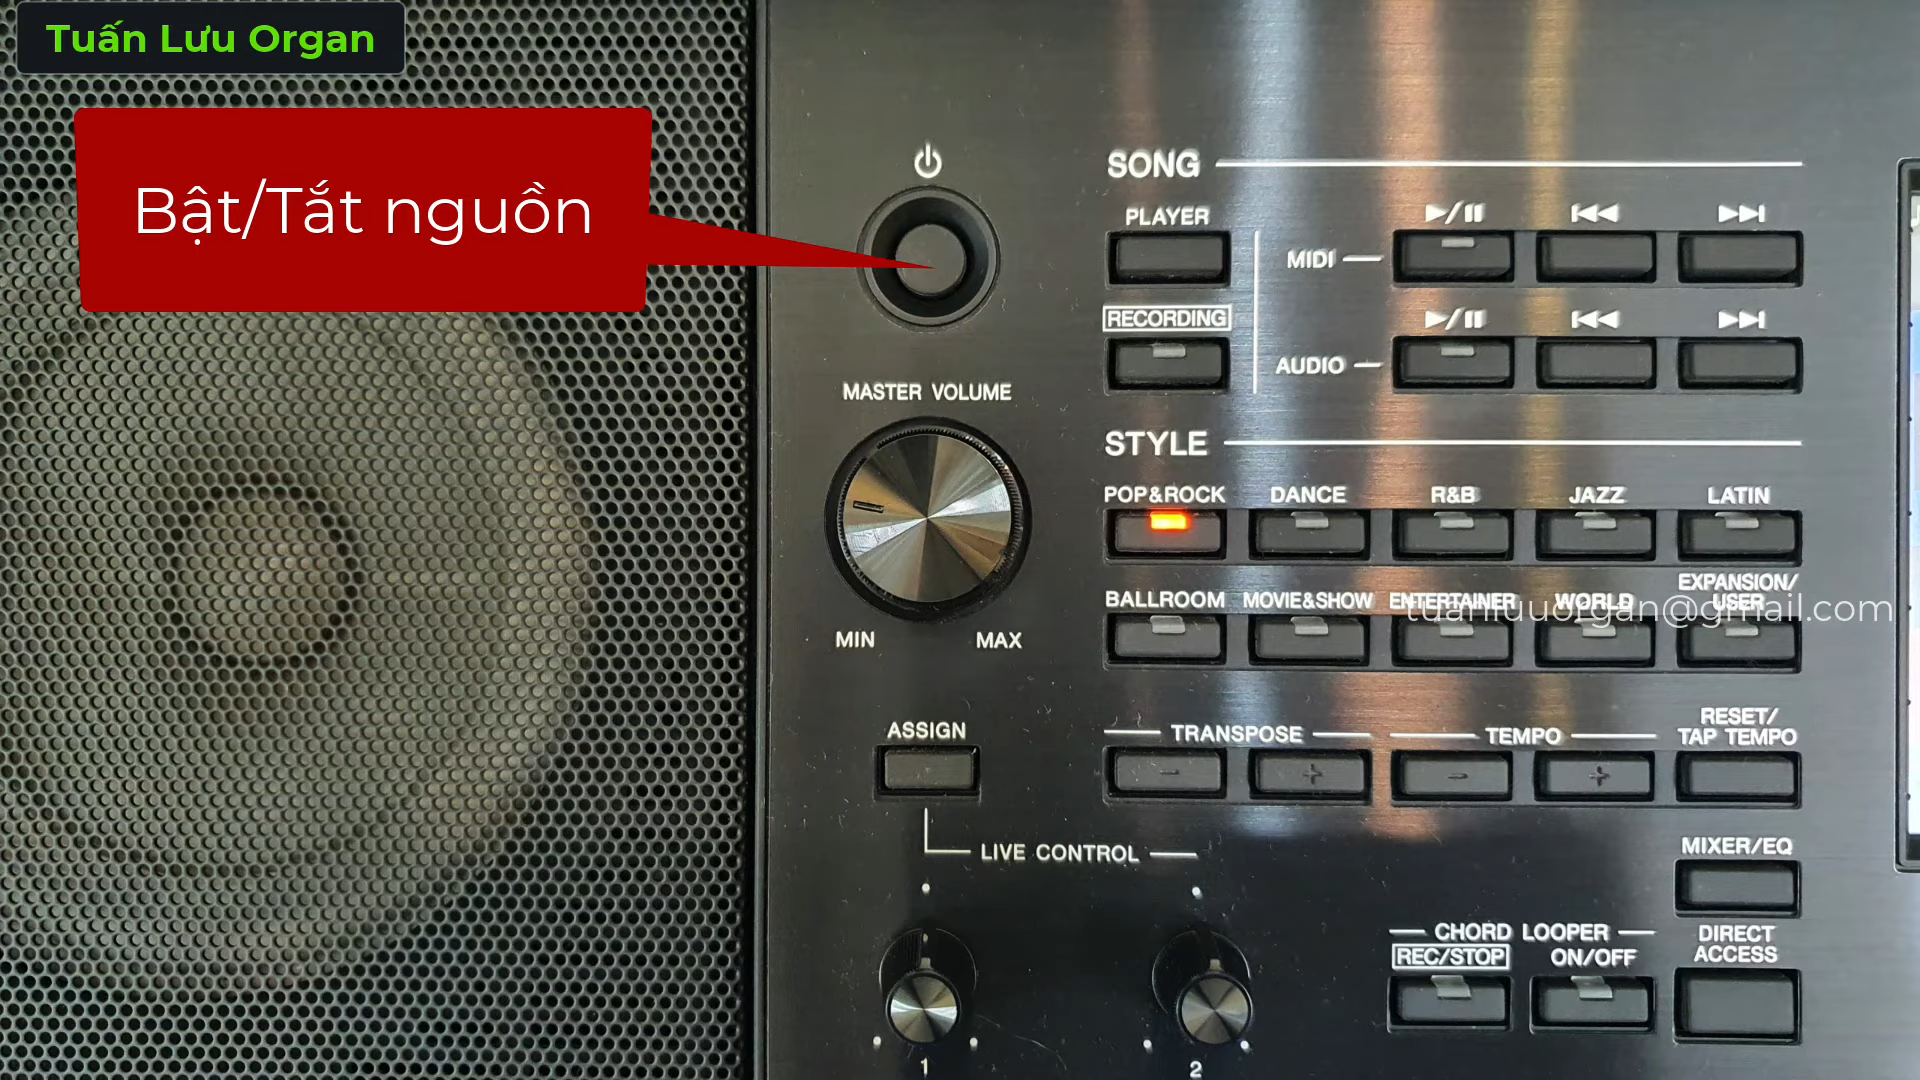 Tuấn Lưu Organ
Bật/Tắt nguồn
SONG
PLAYER
MIDI
RECORDING
AUDIO
MASTER VOLUME
MIN
MAX
STYLE
POP&ROCK
DANCE
R&B
JAZZ
LATIN
BALLROOM
MOVIE&SHOW
ENTERTAINER
WORLD
EXPANSION/
USER
tuanluuorgan@gmail.com
ASSIGN
TRANSPOSE
TEMPO
RESET/
TAP TEMPO
- + - +
LIVE CONTROL
MIXER/EQ
CHORD LOOPER
REC/STOP
ON/OFF
DIRECT
ACCESS
1
2